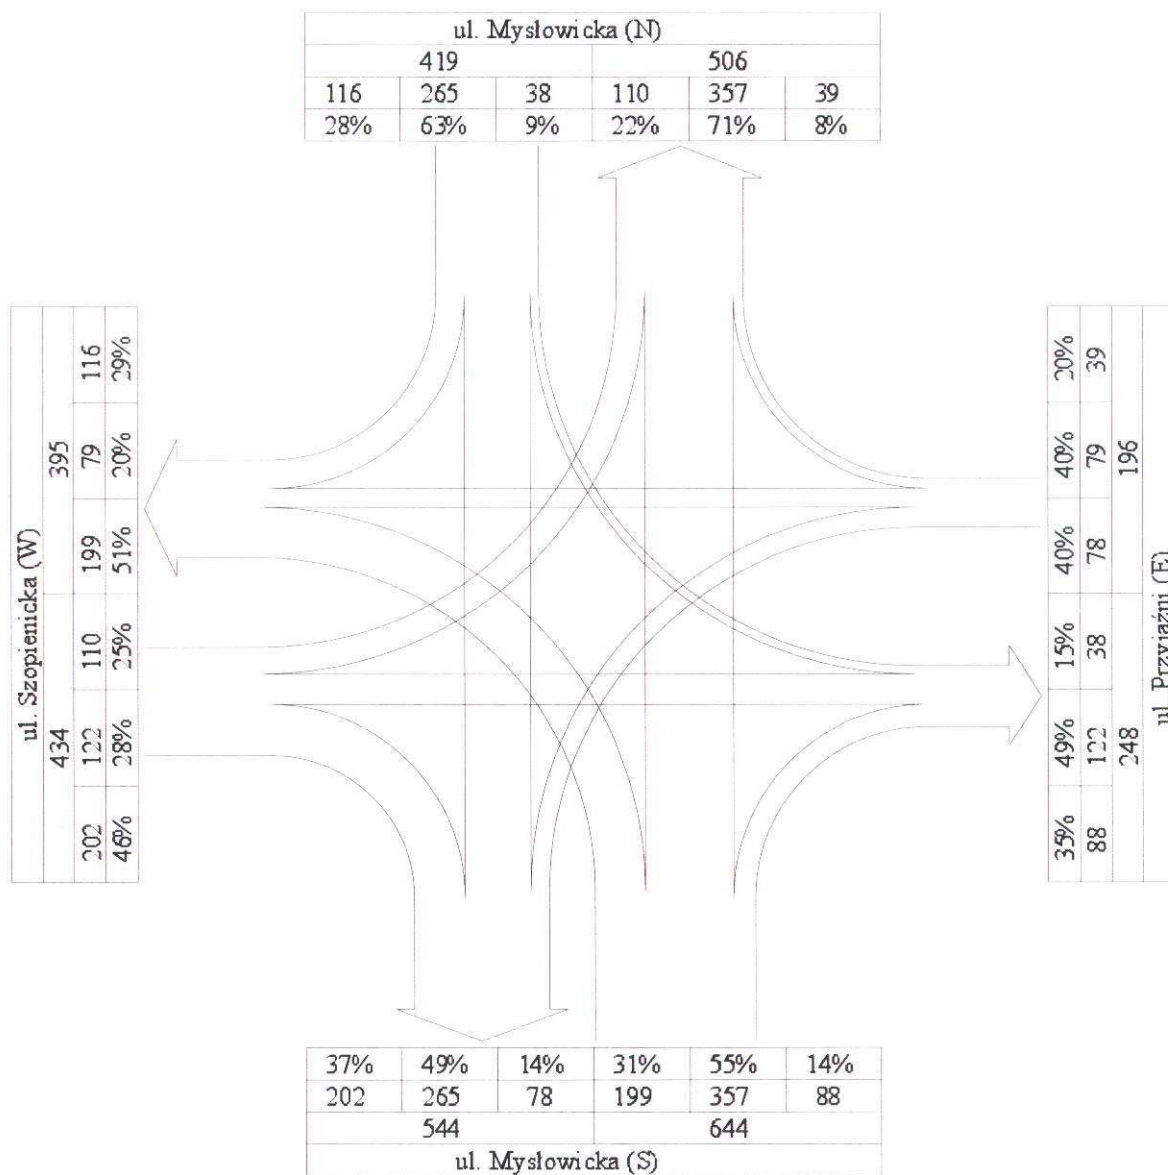 ul. Mysłowicka (N)
419 506
116 265 38 110 357 39
28% 63% 9% 22% 71% 8%
ul. Szopienicka (W)
395 434
116 79 199 110 122 202
29% 20% 51% 25% 28% 46%
20% 40% 40% 15% 49% 35%
39 79 78 38 122 88
196 248
ul. Przyjaźni (E)
37% 49% 14% 31% 55% 14%
202 265 78 199 357 88
544 644
ul. Mysłowicka (S)